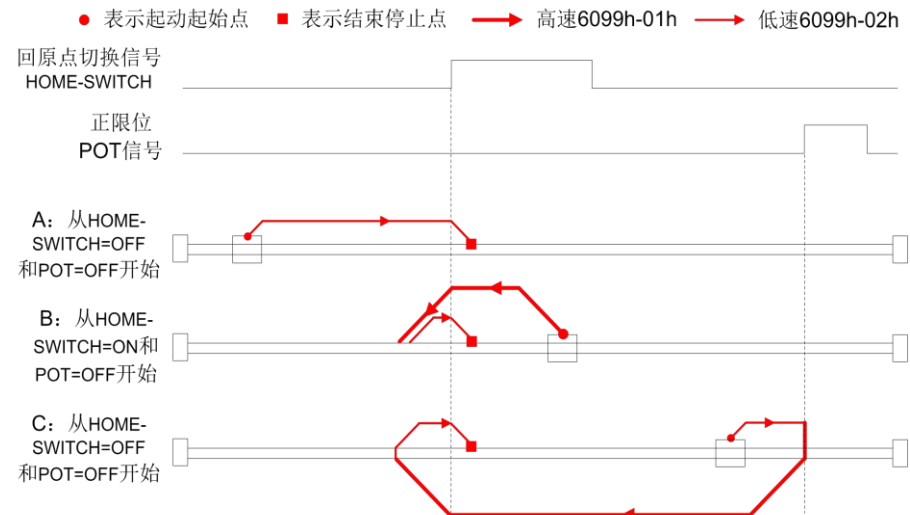 表示起动起始点 表示结束停止点 高速6099h-01h 低速6099h-02h
回原点切换信号
HOME-SWITCH
正限位
POT信号
A：从HOME-
SWITCH=OFF
和POT=OFF开始
B：从HOME-
SWITCH=ON和
POT=OFF开始
C：从HOME-
SWITCH=OFF
和POT=OFF开始